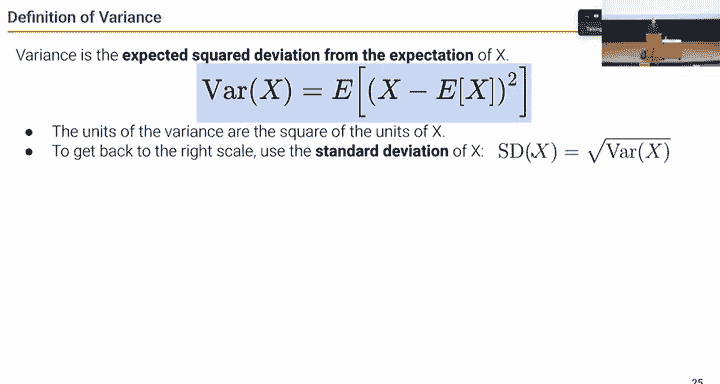 Definition of Variance
Variance is the expected squared deviation from the expectation of X.
Var(X) = E[(X − E[X])²]
● The units of the variance are the square of the units of X.
● To get back to the right scale, use the standard deviation of X: SD(X) = √Var(X)
25